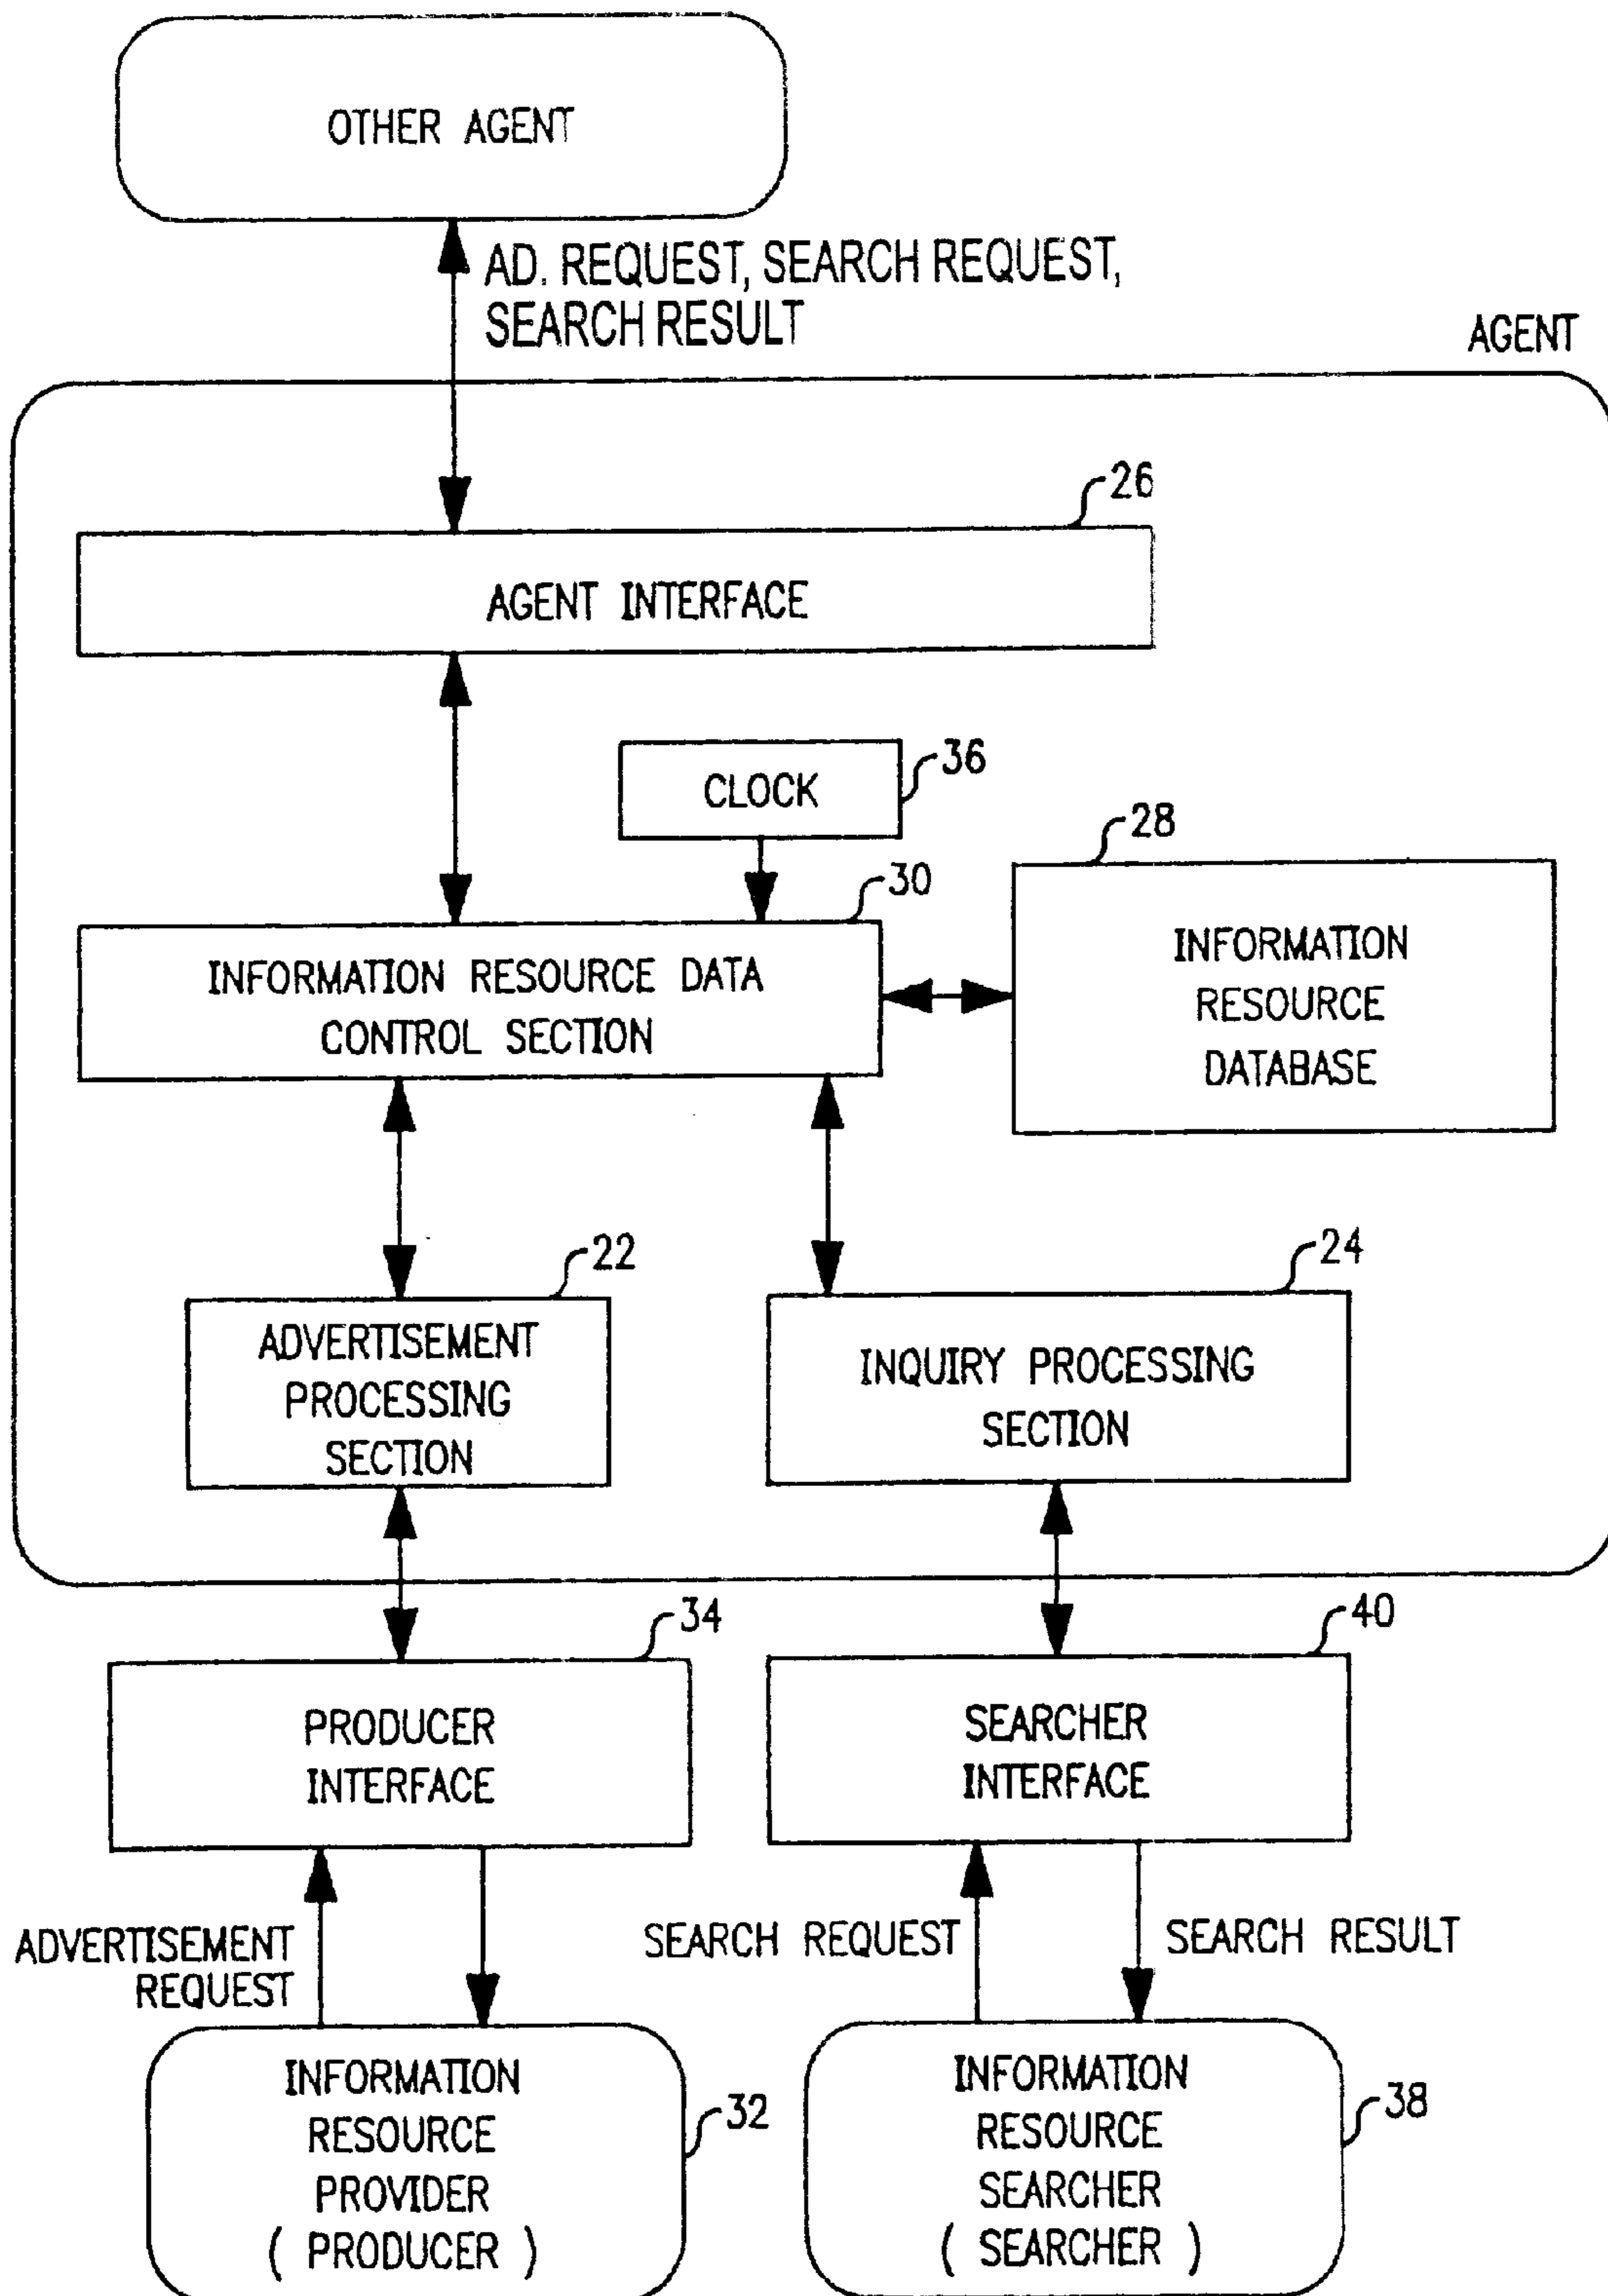 OTHER AGENT
AD. REQUEST, SEARCH REQUEST,
SEARCH RESULT
AGENT
26
AGENT INTERFACE
36
CLOCK
28
30
INFORMATION RESOURCE DATA
CONTROL SECTION
INFORMATION
RESOURCE
DATABASE
22
24
ADVERTISEMENT
PROCESSING
SECTION
INQUIRY PROCESSING
SECTION
34
40
PRODUCER
INTERFACE
SEARCHER
INTERFACE
ADVERTISEMENT
REQUEST
SEARCH REQUEST
SEARCH RESULT
INFORMATION
RESOURCE
PROVIDER
( PRODUCER )
32
INFORMATION
RESOURCE
SEARCHER
( SEARCHER )
38